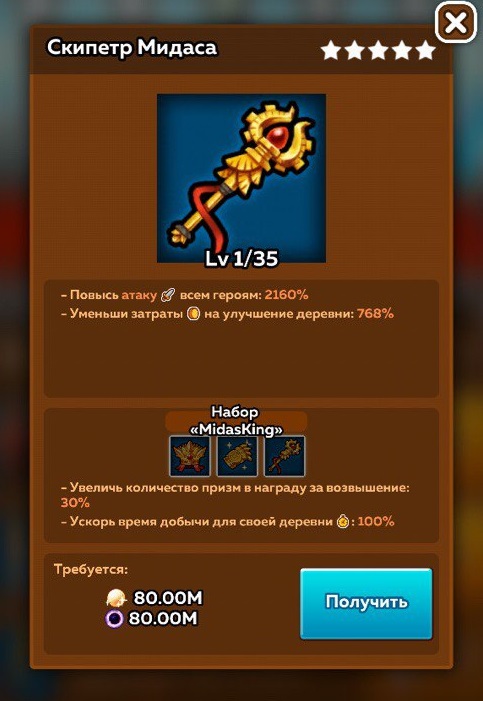 Скипетр Мидаса
Lv 1/35
- Повысь атаку всем героям: 2160%
- Уменьши затраты на улучшение деревни: 768%
Набор
«MidasKing»
- Увеличь количество призм в награду за возвышение:
30%
- Ускорь время добычи для своей деревни : 100%
Требуется:
80.00M
80.00M
Получить